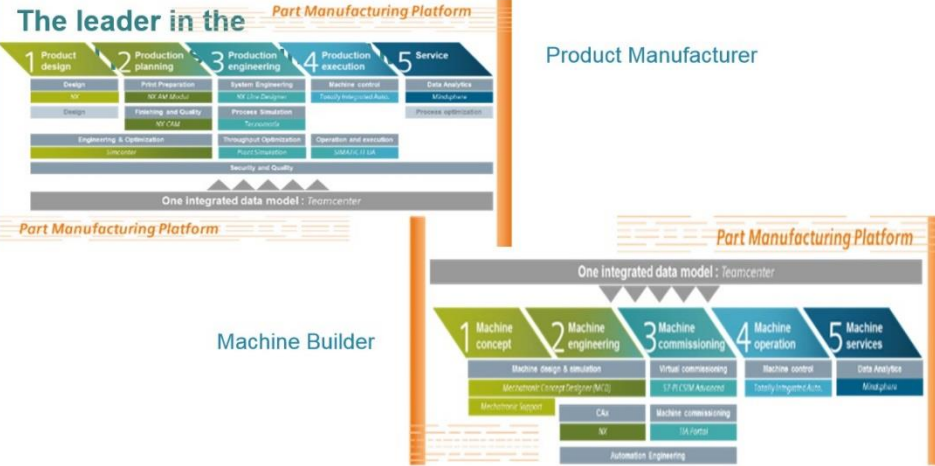 The leader in the
Part Manufacturing Platform
Product Manufacturer
1 Product design
2 Production planning
3 Production engineering
4 Production execution
5 Service
Design
Print Preparation
System Engineering
Machine control
Data Analytics
NX
NX AM Modul
NX Line Designer
Totally Integrated Auto.
Mindsphere
Design
Finishing and Quality
Process Simulation
Process optimization
NX CAM
Tecnomatix
Engineering & Optimization
Throughput Optimization
Operation and execution
Simcenter
Plant Simulation
SIMATIC IT UA
Security and Quality
One integrated data model : Teamcenter
Part Manufacturing Platform
Part Manufacturing Platform
One integrated data model : Teamcenter
Machine Builder
1 Machine concept
2 Machine engineering
3 Machine commissioning
4 Machine operation
5 Machine services
Machine design & simulation
Virtual commissioning
Machine control
Data Analytics
Mechatronic Concept Designer (MCD)
S7-PLCSIM Advanced
Totally Integrated Auto.
Mindsphere
Mechatronic Support
CAx
Machine commissioning
NX
TIA Portal
Automation Engineering